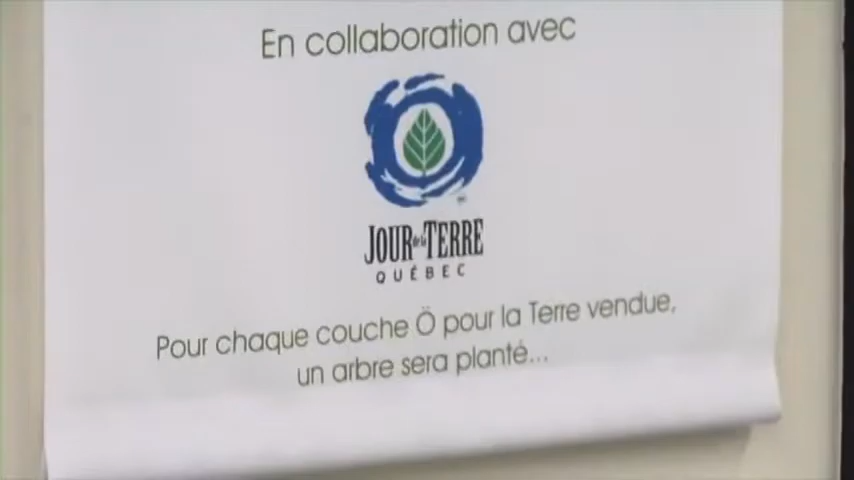 En collaboration avec
JOUR de la TERRE
QUÉBEC
Pour chaque couche Ö pour la Terre vendue,
un arbre sera planté...